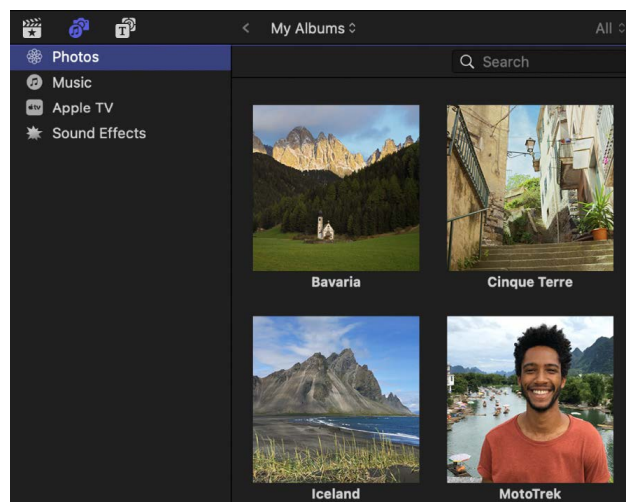 My Albums
All
Photos
Search
Music
Apple TV
Sound Effects
Bavaria
Cinque Terre
Iceland
MotoTrek